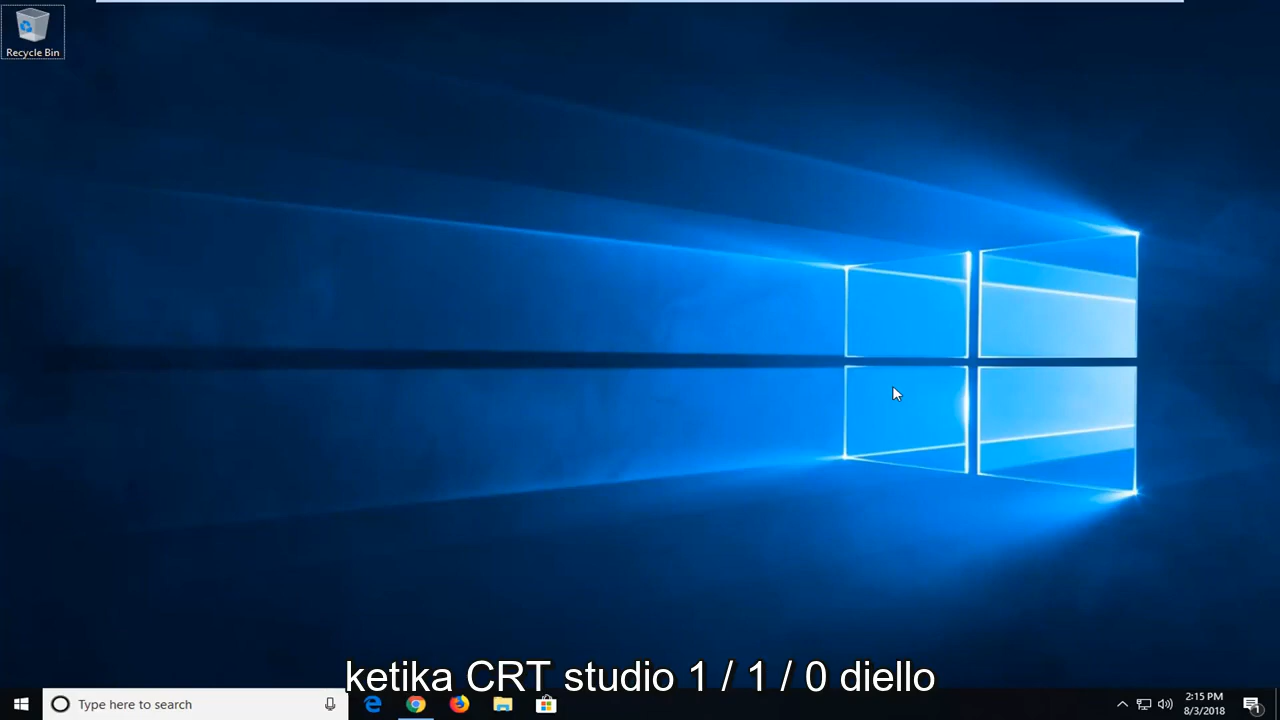 Recycle Bin
ketika CRT studio 1 / 1 / 0 diello
Type here to search
2:15 PM
8/3/2018
1